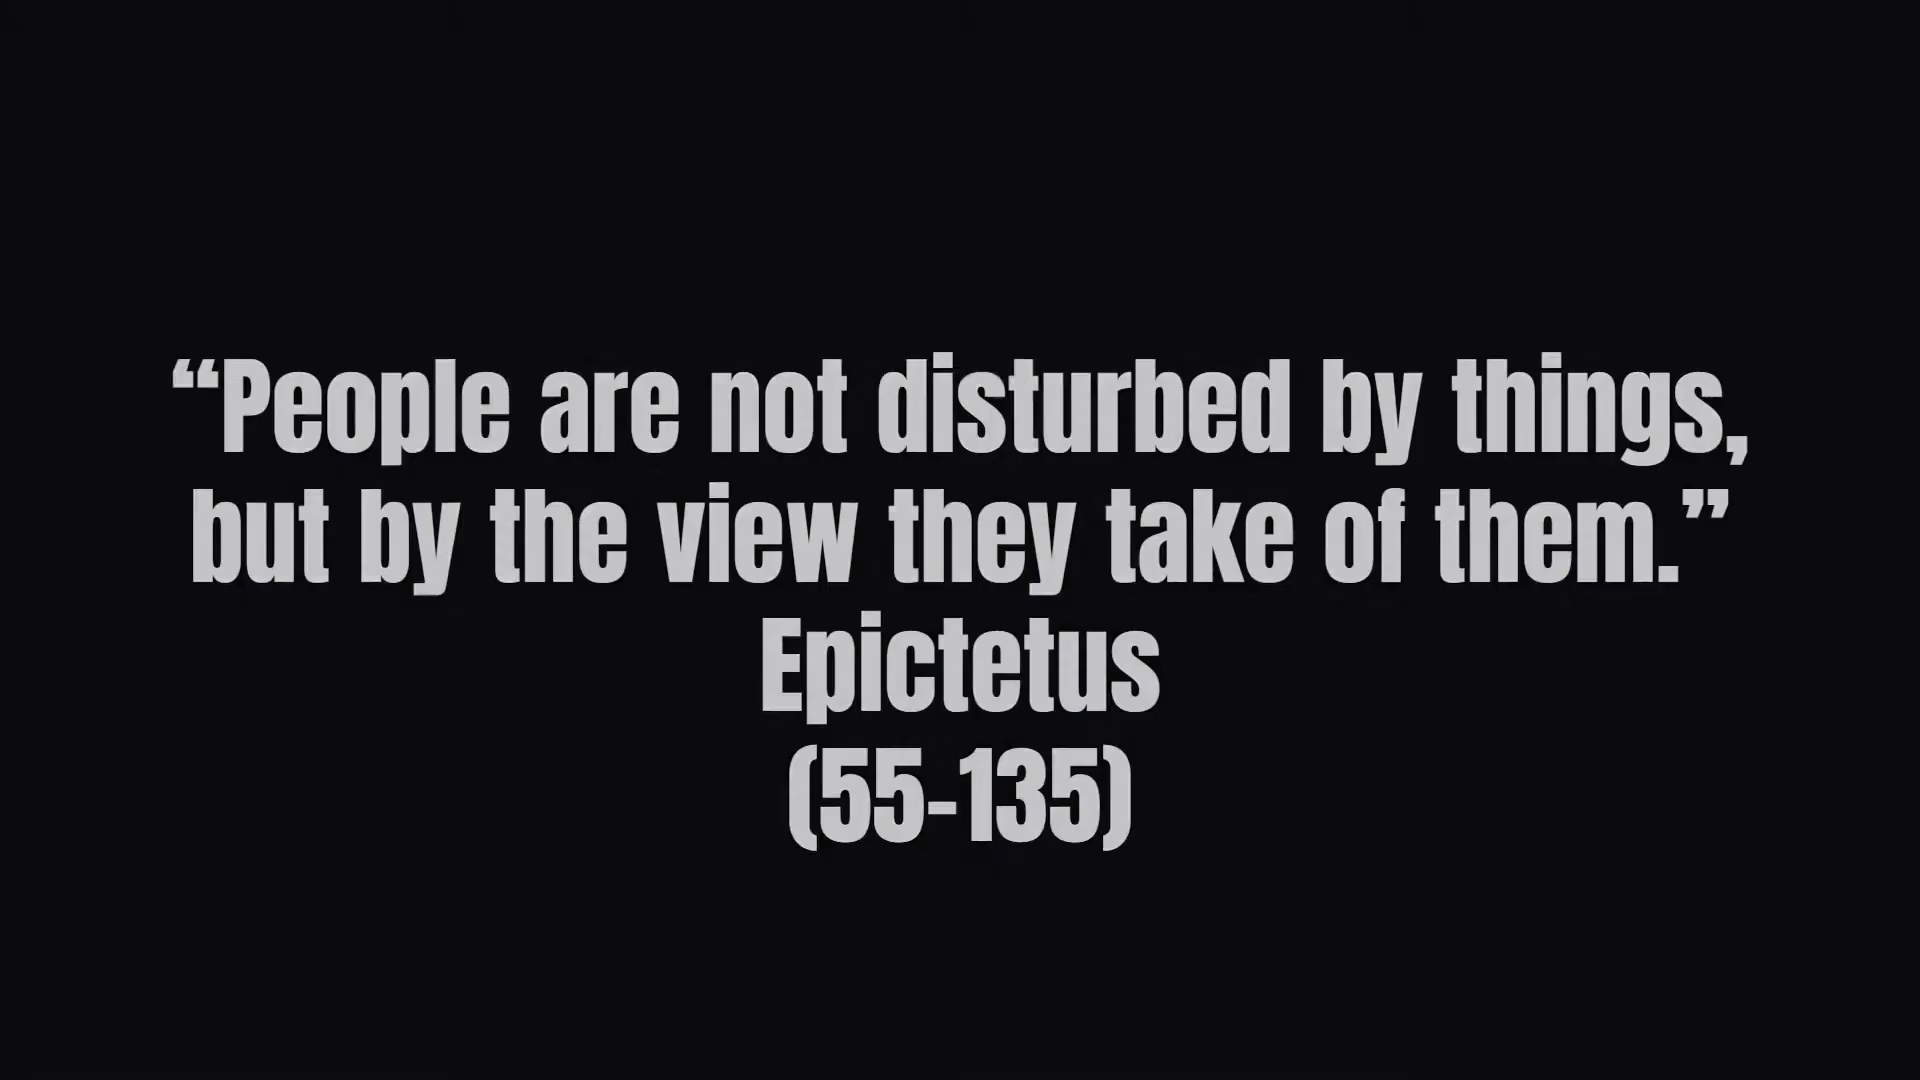 “People are not disturbed by things,
but by the view they take of them.”
Epictetus
(55-135)